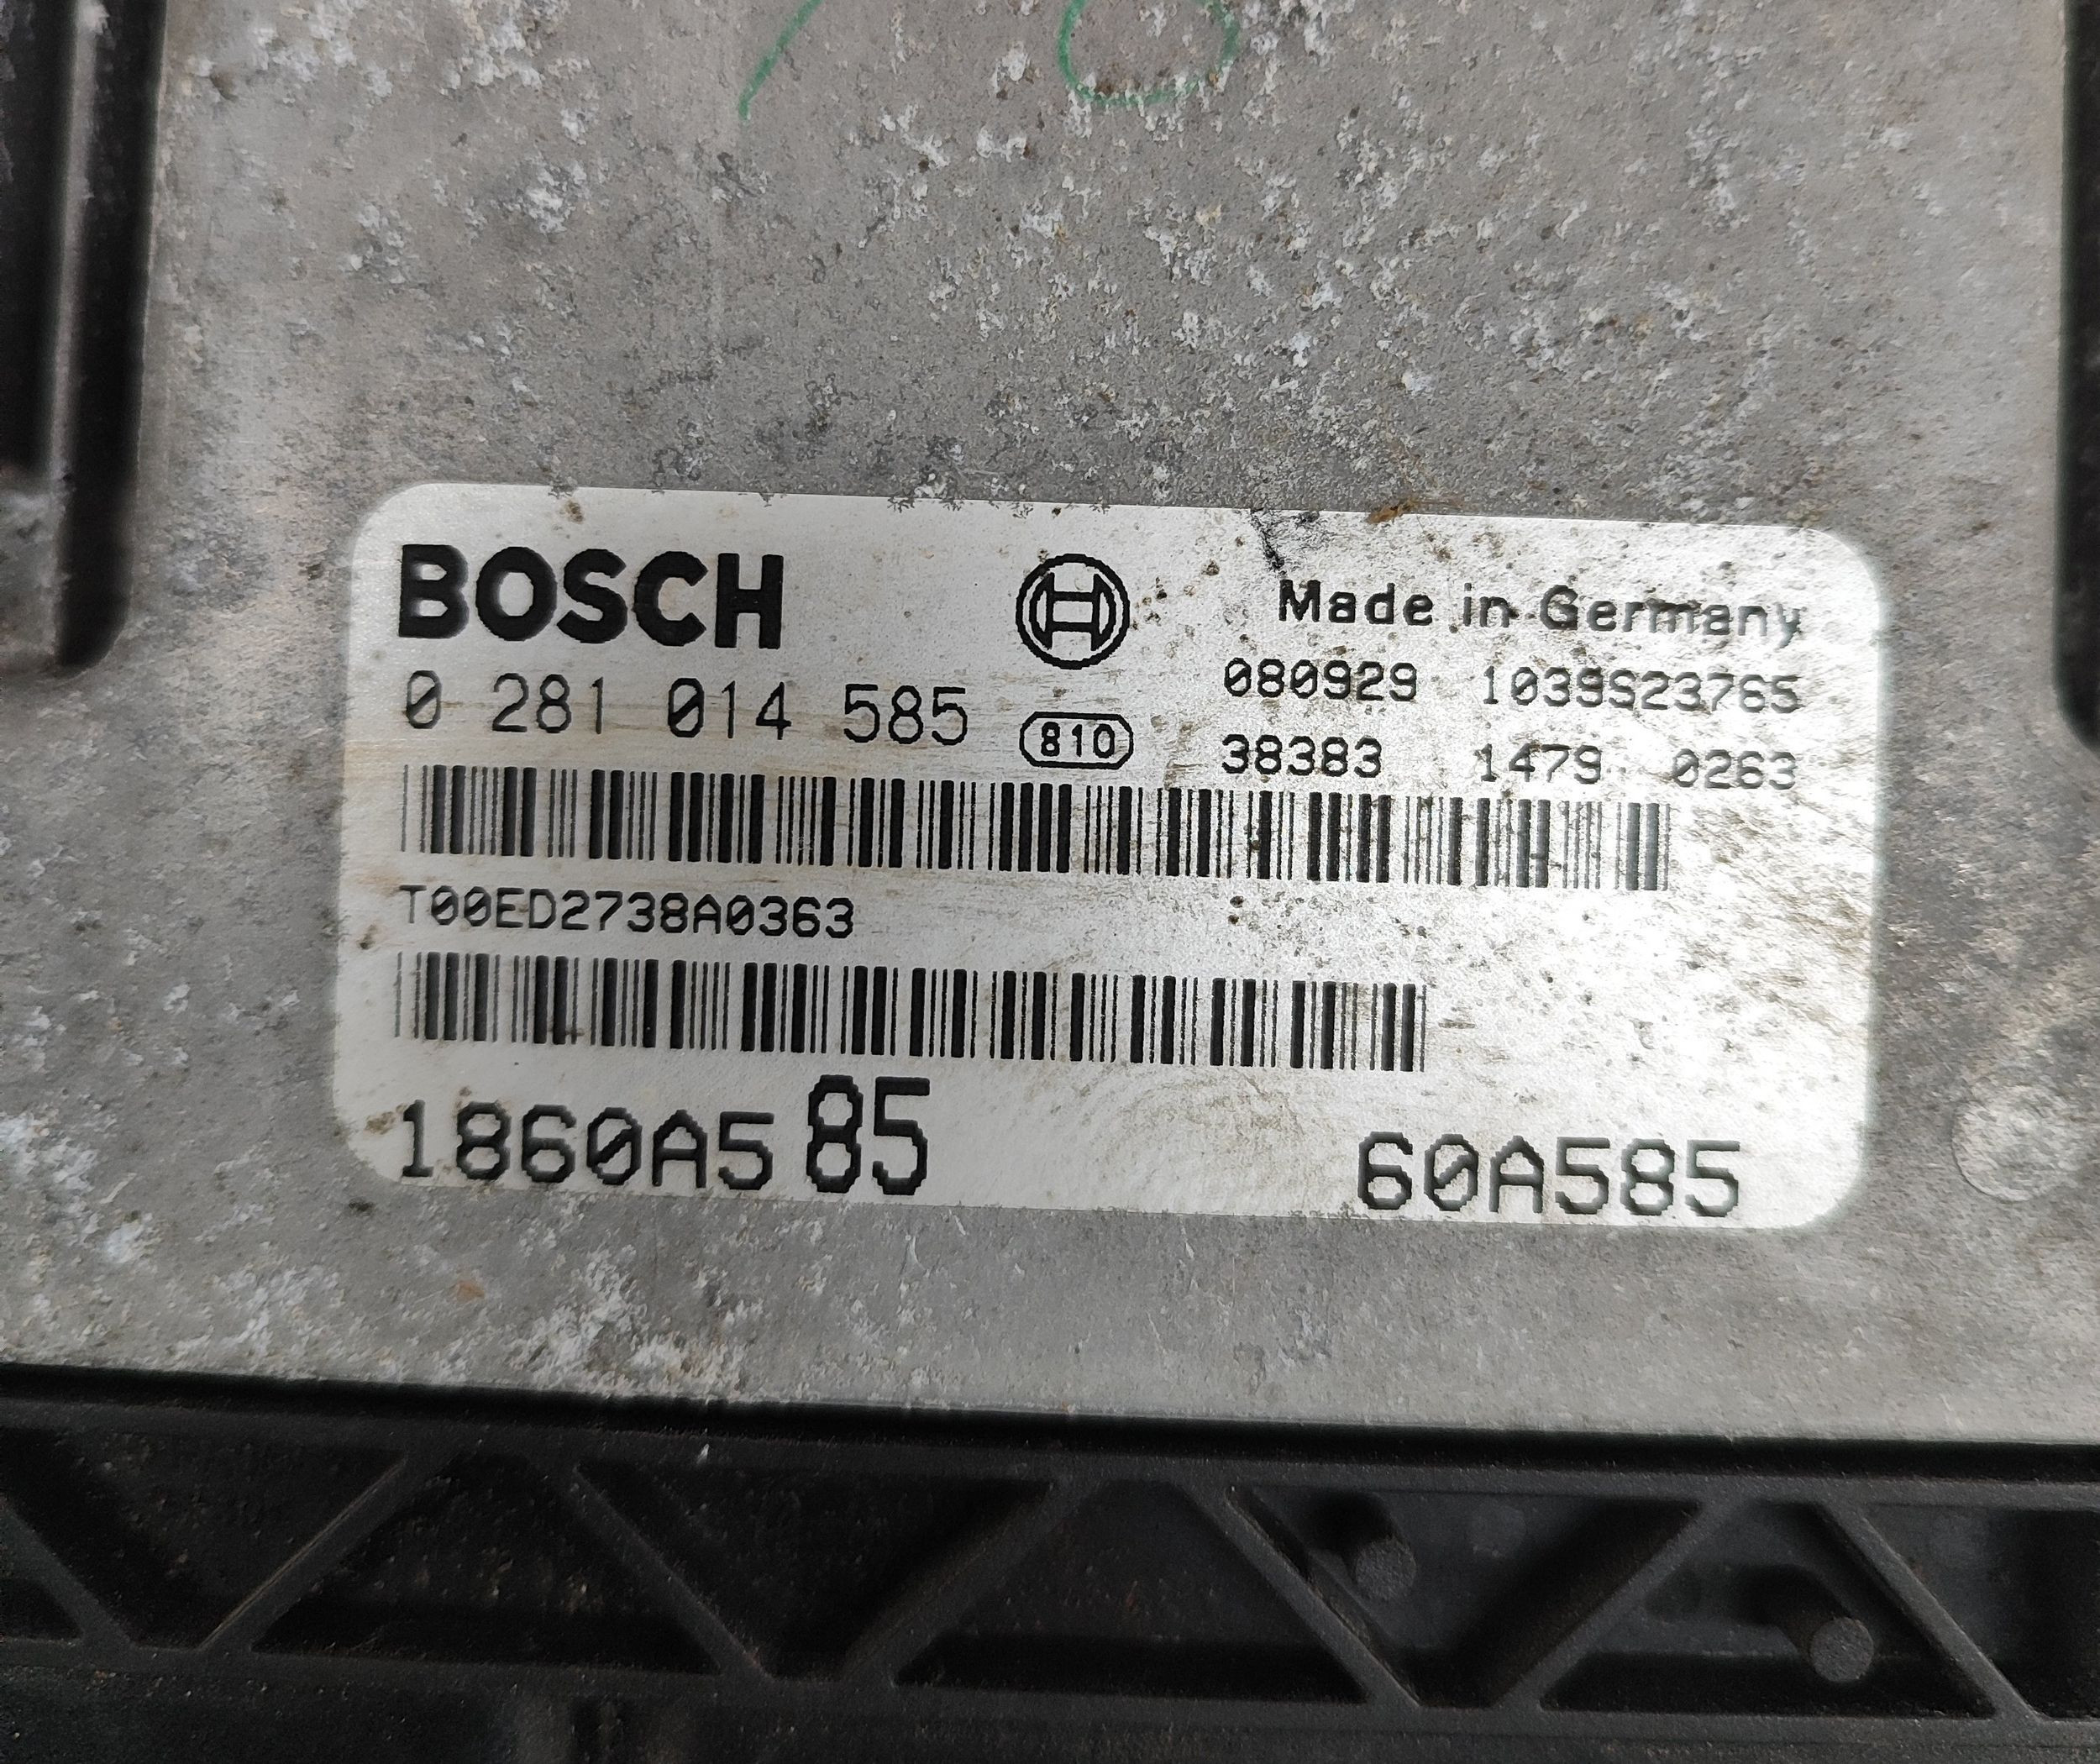 BOSCH
Made in Germany
0 281 014 585
810
080929 1039S23765
38383 1479 0263
T00ED2738A0363
1860A585
60A585